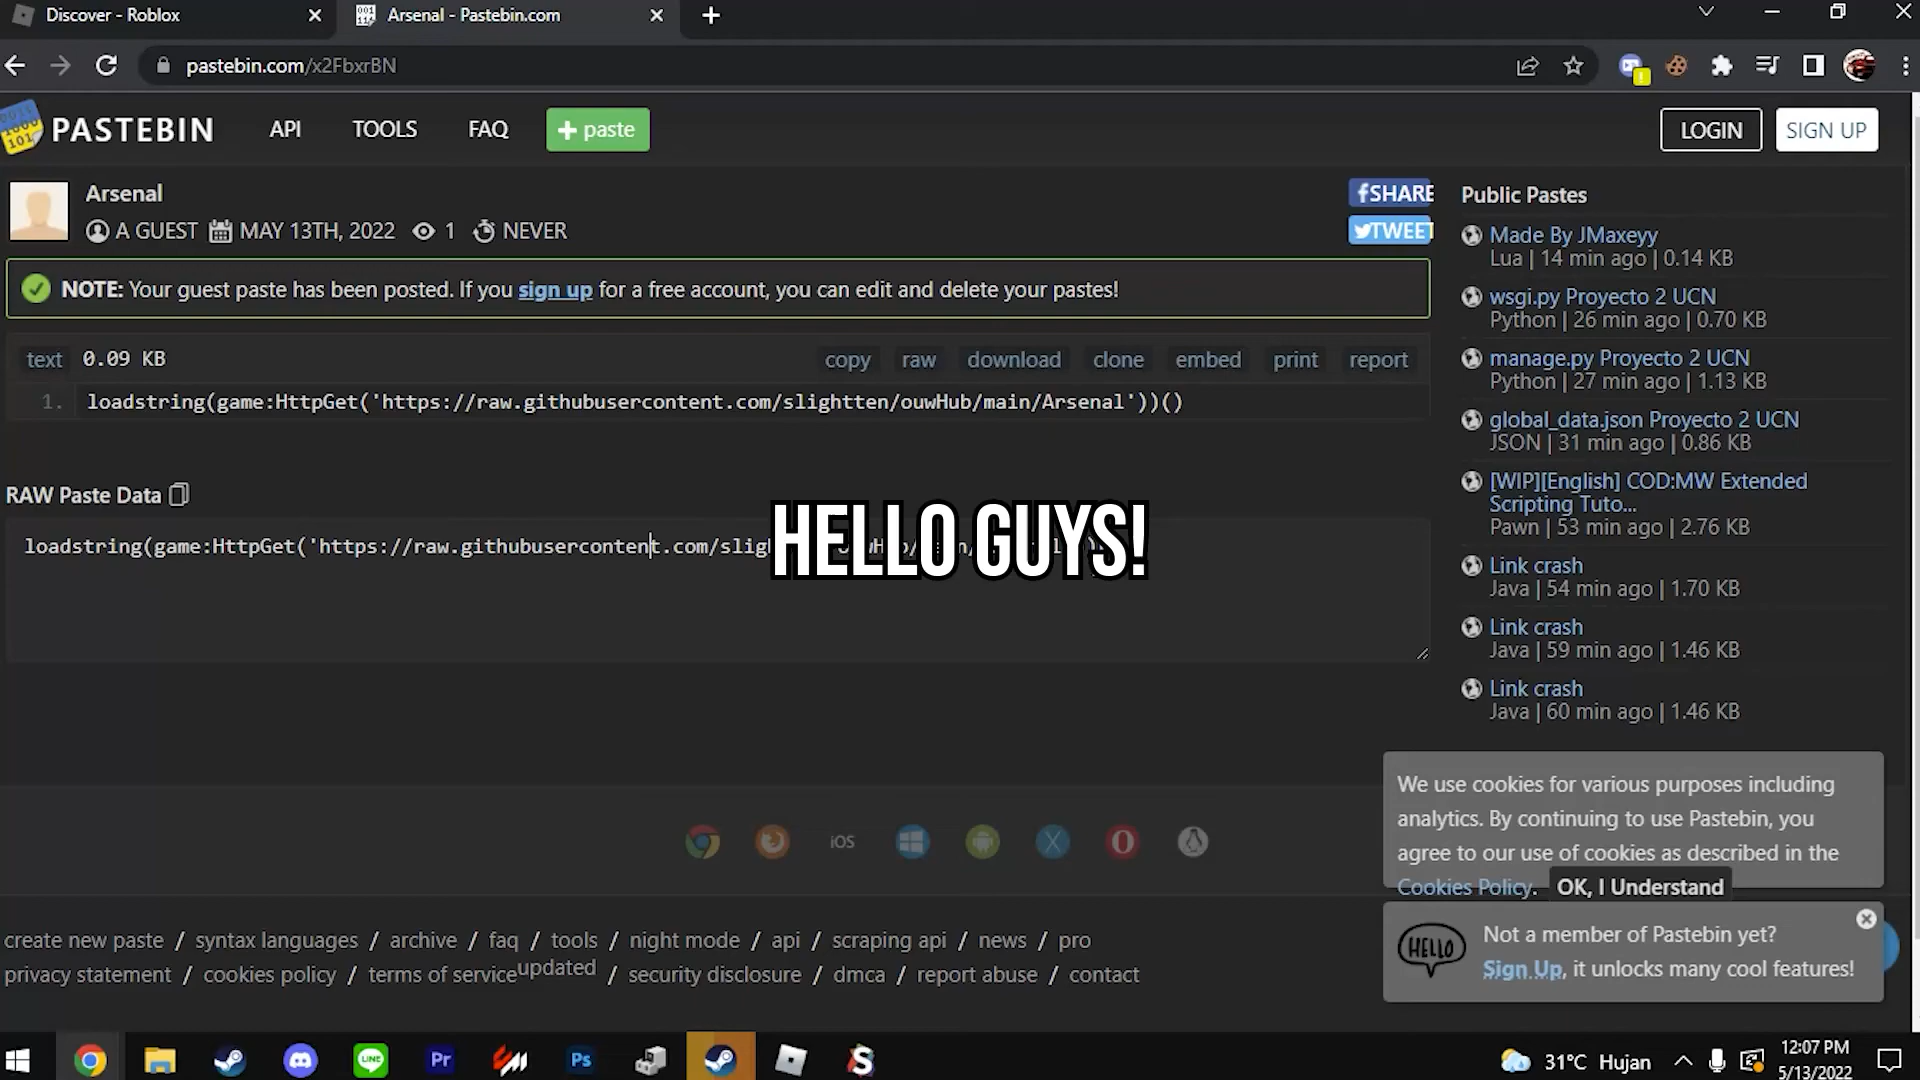 Discover - Roblox
Arsenal - Pastebin.com
pastebin.com/x2FbxrBN
PASTEBIN
API
TOOLS
FAQ
+ paste
LOGIN
SIGN UP
Arsenal
A GUEST MAY 13TH, 2022 1 NEVER
SHARE
TWEET
NOTE: Your guest paste has been posted. If you sign up for a free account, you can edit and delete your pastes!
text 0.09 KB
copy raw download clone embed print report
1. loadstring(game:HttpGet('https://raw.githubusercontent.com/slightten/ouwHub/main/Arsenal'))()
RAW Paste Data
loadstring(game:HttpGet('https://raw.githubusercontent.com/slig
HELLO GUYS!
Public Pastes
Made By JMaxeyy
Lua | 14 min ago | 0.14 KB
wsgi.py Proyecto 2 UCN
Python | 26 min ago | 0.70 KB
manage.py Proyecto 2 UCN
Python | 27 min ago | 1.13 KB
global_data.json Proyecto 2 UCN
JSON | 31 min ago | 0.86 KB
[WIP][English] COD:MW Extended
Scripting Tuto...
Pawn | 53 min ago | 2.76 KB
Link crash
Java | 54 min ago | 1.70 KB
Link crash
Java | 59 min ago | 1.46 KB
Link crash
Java | 60 min ago | 1.46 KB
iOS
We use cookies for various purposes including
analytics. By continuing to use Pastebin, you
agree to our use of cookies as described in the
Cookies Policy. OK, I Understand
HELLO
Not a member of Pastebin yet?
Sign Up, it unlocks many cool features!
create new paste / syntax languages / archive / faq / tools / night mode / api / scraping api / news / pro
privacy statement / cookies policy / terms of service updated / security disclosure / dmca / report abuse / contact
LINE
Pr
Ps
31°C Hujan
12:07 PM
5/13/2022